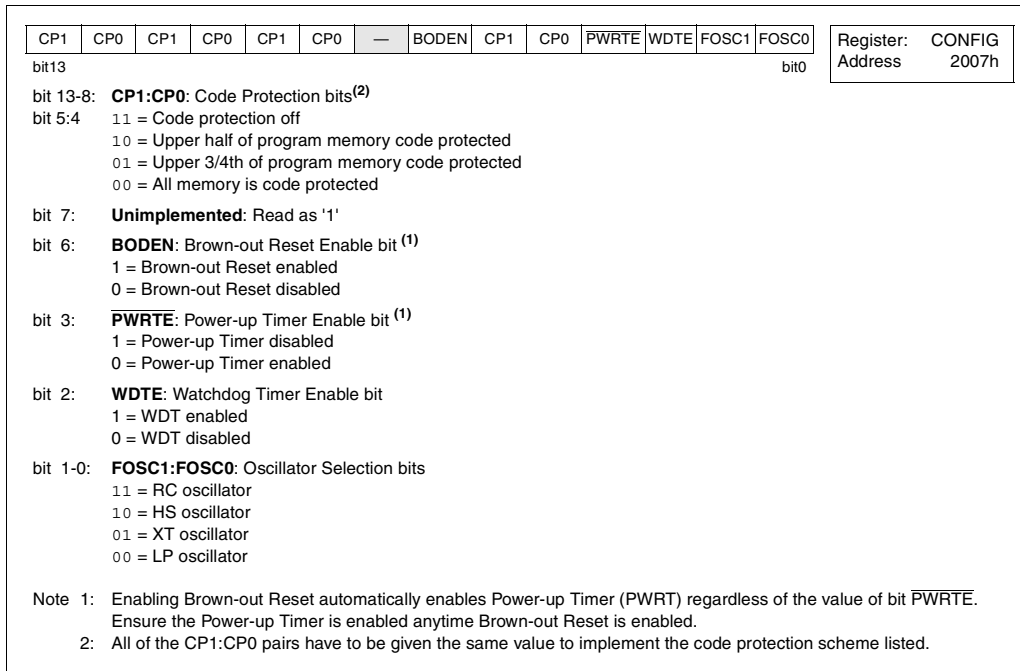 CP1 CP0 CP1 CP0 CP1 CP0 — BODEN CP1 CP0 PWRTE WDTE FOSC1 FOSC0
Register: CONFIG
Address 2007h
bit13 bit0
bit 13-8: CP1:CP0: Code Protection bits(2)
bit 5:4 11 = Code protection off
10 = Upper half of program memory code protected
01 = Upper 3/4th of program memory code protected
00 = All memory is code protected
bit 7: Unimplemented: Read as '1'
bit 6: BODEN: Brown-out Reset Enable bit (1)
1 = Brown-out Reset enabled
0 = Brown-out Reset disabled
bit 3: PWRTE: Power-up Timer Enable bit (1)
1 = Power-up Timer disabled
0 = Power-up Timer enabled
bit 2: WDTE: Watchdog Timer Enable bit
1 = WDT enabled
0 = WDT disabled
bit 1-0: FOSC1:FOSC0: Oscillator Selection bits
11 = RC oscillator
10 = HS oscillator
01 = XT oscillator
00 = LP oscillator
Note 1: Enabling Brown-out Reset automatically enables Power-up Timer (PWRT) regardless of the value of bit PWRTE.
Ensure the Power-up Timer is enabled anytime Brown-out Reset is enabled.
2: All of the CP1:CP0 pairs have to be given the same value to implement the code protection scheme listed.